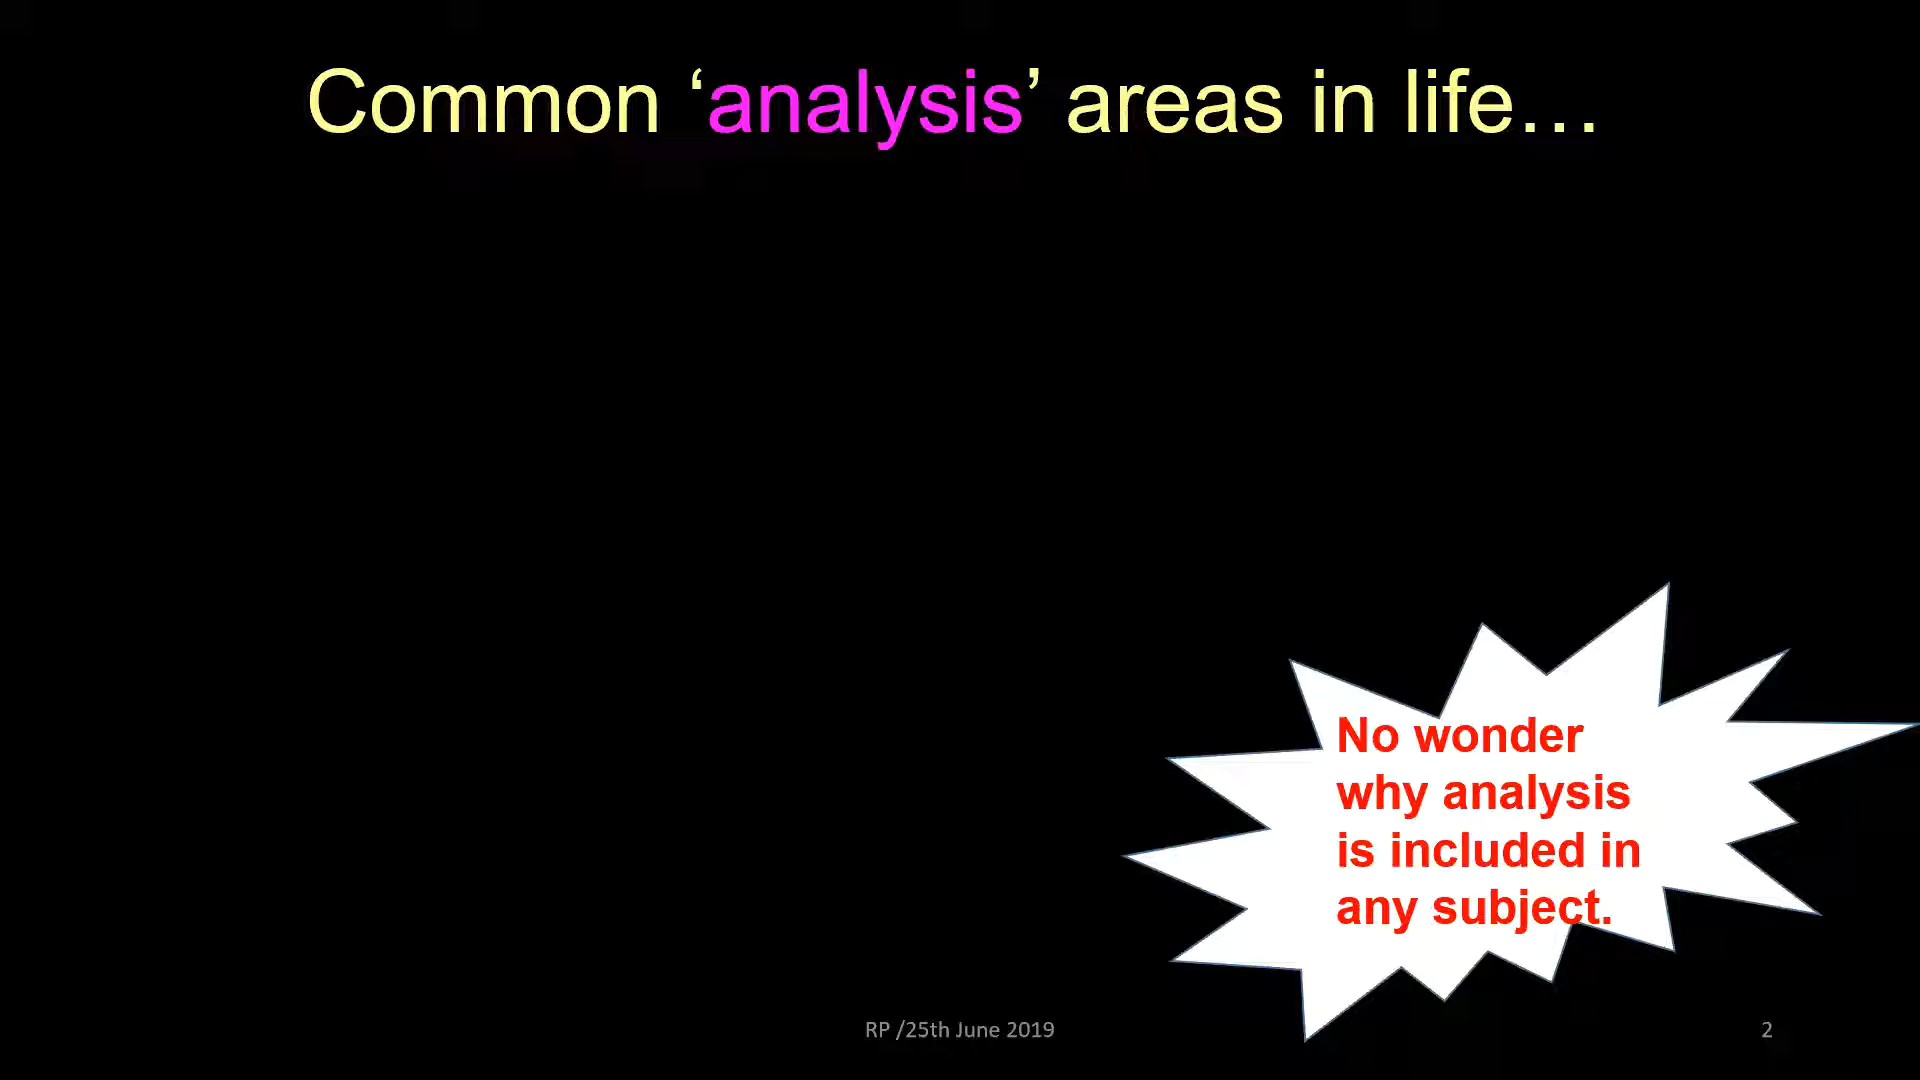 Common ‘analysis’ areas in life…
No wonder
why analysis
is included in
any subject.
RP /25th June 2019
2